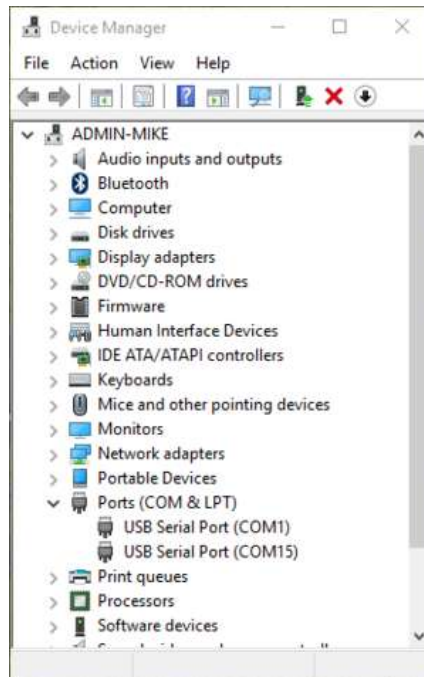 Device Manager
File Action View Help
ADMIN-MIKE
Audio inputs and outputs
Bluetooth
Computer
Disk drives
Display adapters
DVD/CD-ROM drives
Firmware
Human Interface Devices
IDE ATA/ATAPI controllers
Keyboards
Mice and other pointing devices
Monitors
Network adapters
Portable Devices
Ports (COM & LPT)
USB Serial Port (COM1)
USB Serial Port (COM15)
Print queues
Processors
Software devices